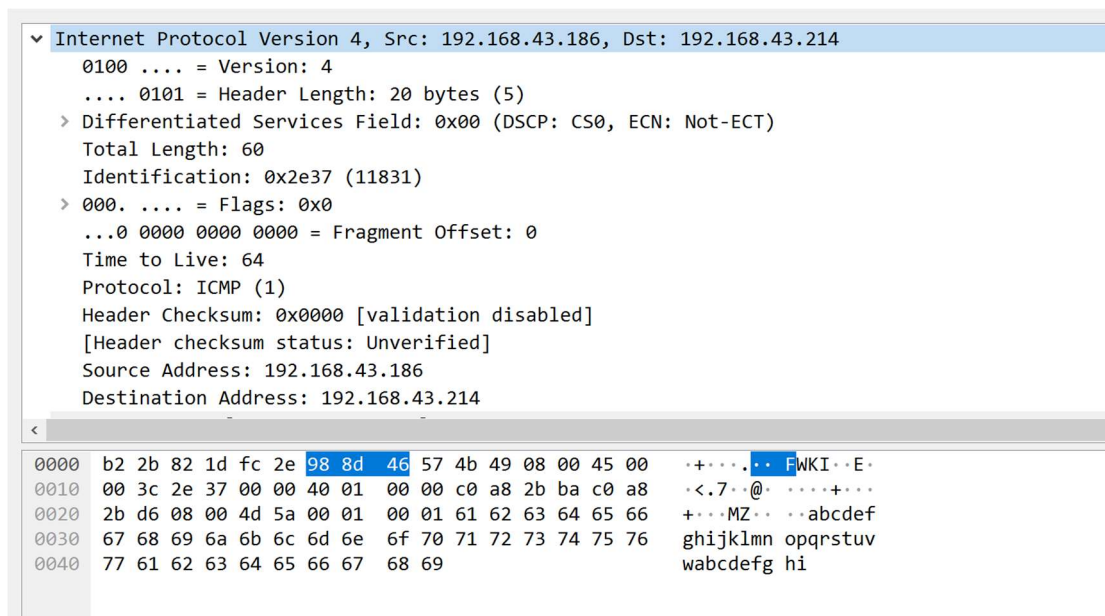 Internet Protocol Version 4, Src: 192.168.43.186, Dst: 192.168.43.214
0100 .... = Version: 4
.... 0101 = Header Length: 20 bytes (5)
Differentiated Services Field: 0x00 (DSCP: CS0, ECN: Not-ECT)
Total Length: 60
Identification: 0x2e37 (11831)
000. .... = Flags: 0x0
...0 0000 0000 0000 = Fragment Offset: 0
Time to Live: 64
Protocol: ICMP (1)
Header Checksum: 0x0000 [validation disabled]
[Header checksum status: Unverified]
Source Address: 192.168.43.186
Destination Address: 192.168.43.214
0000 b2 2b 82 1d fc 2e 98 8d 46 57 4b 49 08 00 45 00 ·+···.·· FWKI··E·
0010 00 3c 2e 37 00 00 40 01 00 00 c0 a8 2b ba c0 a8 ·<.7··@· ····+···
0020 2b d6 08 00 4d 5a 00 01 00 01 61 62 63 64 65 66 +···MZ·· ··abcdef
0030 67 68 69 6a 6b 6c 6d 6e 6f 70 71 72 73 74 75 76 ghijklmn opqrstuv
0040 77 61 62 63 64 65 66 67 68 69 wabcdefg hi